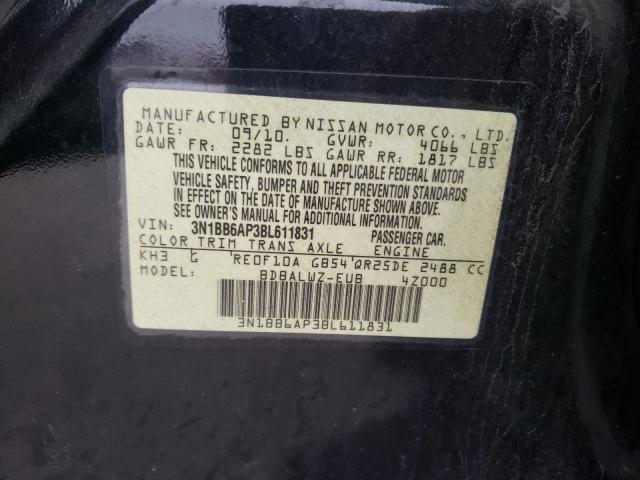 MANUFACTURED BY NISSAN MOTOR CO., LTD.
DATE: 09/10. GVWR: 4066 LBS
GAWR FR: 2282 LBS GAWR RR: 1817 LBS
THIS VEHICLE CONFORMS TO ALL APPLICABLE FEDERAL MOTOR
VEHICLE SAFETY, BUMPER AND THEFT PREVENTION STANDARDS
IN EFFECT ON THE DATE OF MANUFACTURE SHOWN ABOVE.
SEE OWNER'S MANUAL FOR ADDITIONAL INFORMATION.
VIN: 3N1BB6AP3BL611831 PASSENGER CAR.
COLOR TRIM TRANS AXLE ENGINE
KH3 G RE0F10A GB54 QR25DE 2488 CC
MODEL: BDBALWZ-EUB 4Z000
3N1BB6AP3BL611831